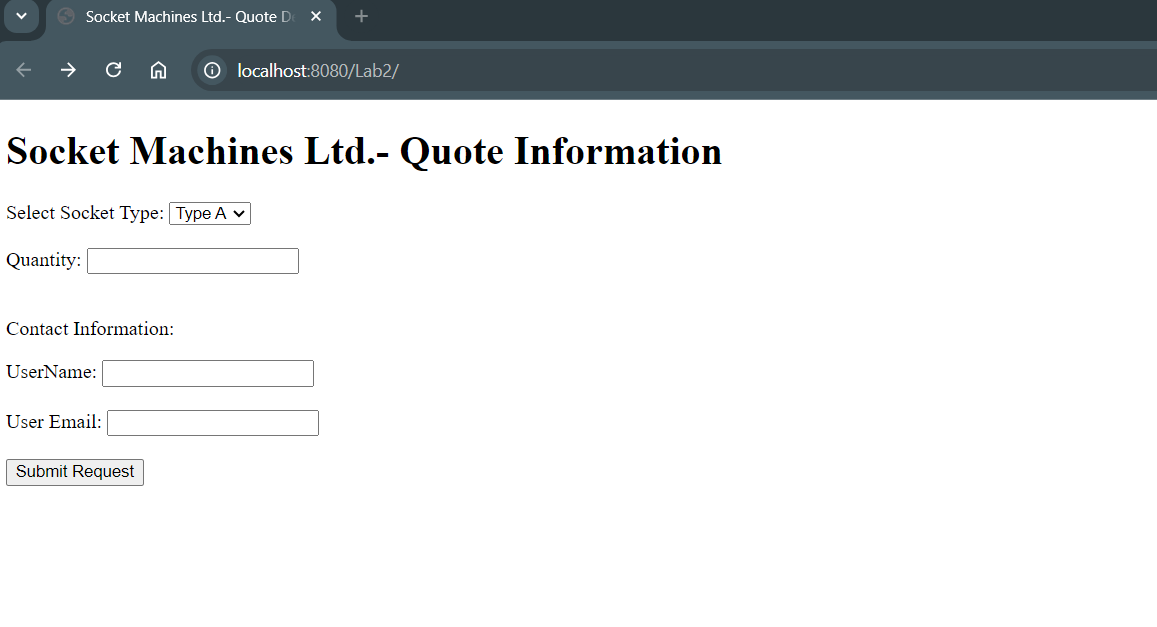 Socket Machines Ltd.- Quote D
localhost:8080/Lab2/
Socket Machines Ltd.- Quote Information
Select Socket Type: Type A
Quantity:
Contact Information:
UserName:
User Email:
Submit Request